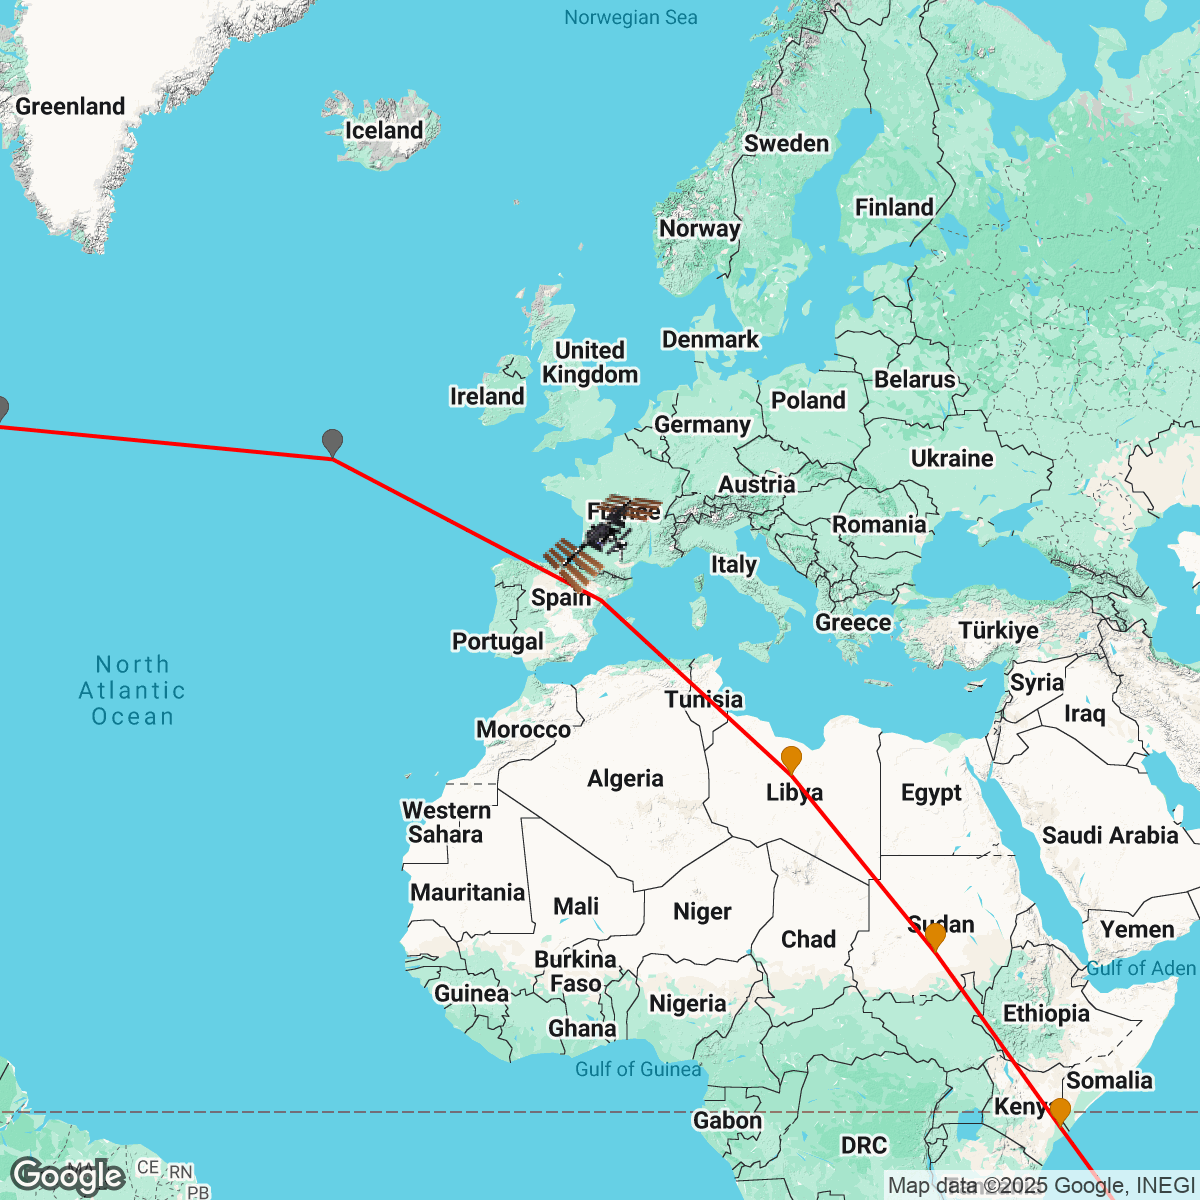 Norwegian Sea
Greenland
Iceland
Sweden
Finland
Norway
Denmark
United
Kingdom
Ireland
Belarus
Poland
Germany
Ukraine
Austria
France
Romania
Italy
Spain
Greece
Türkiye
Portugal
North
Atlantic
Ocean
Syria
Tunisia
Iraq
Morocco
Algeria
Libya
Egypt
Western
Sahara
Saudi Arabia
Mauritania
Mali
Niger
Chad
Sudan
Yemen
Burkina
Faso
Gulf of Aden
Guinea
Nigeria
Ethiopia
Ghana
Gulf of Guinea
Somalia
Kenya
Gabon
DRC
MA
CE
RN
PB
Google
Tanzania
Map data ©2025 Google, INEGI